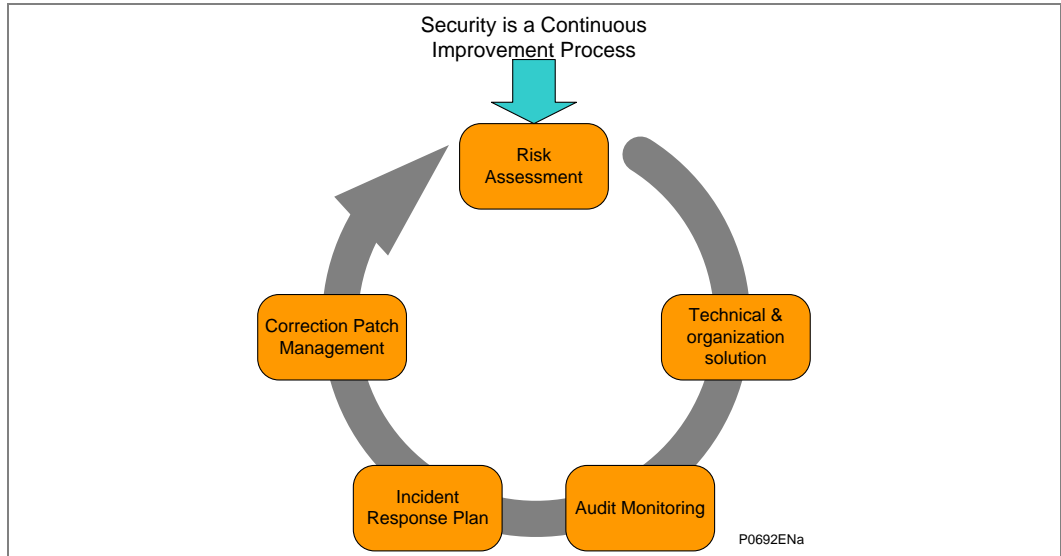 Security is a Continuous
Improvement Process
Risk
Assessment
Technical &
organization
solution
Audit Monitoring
Incident
Response Plan
Correction Patch
Management
P0692ENa